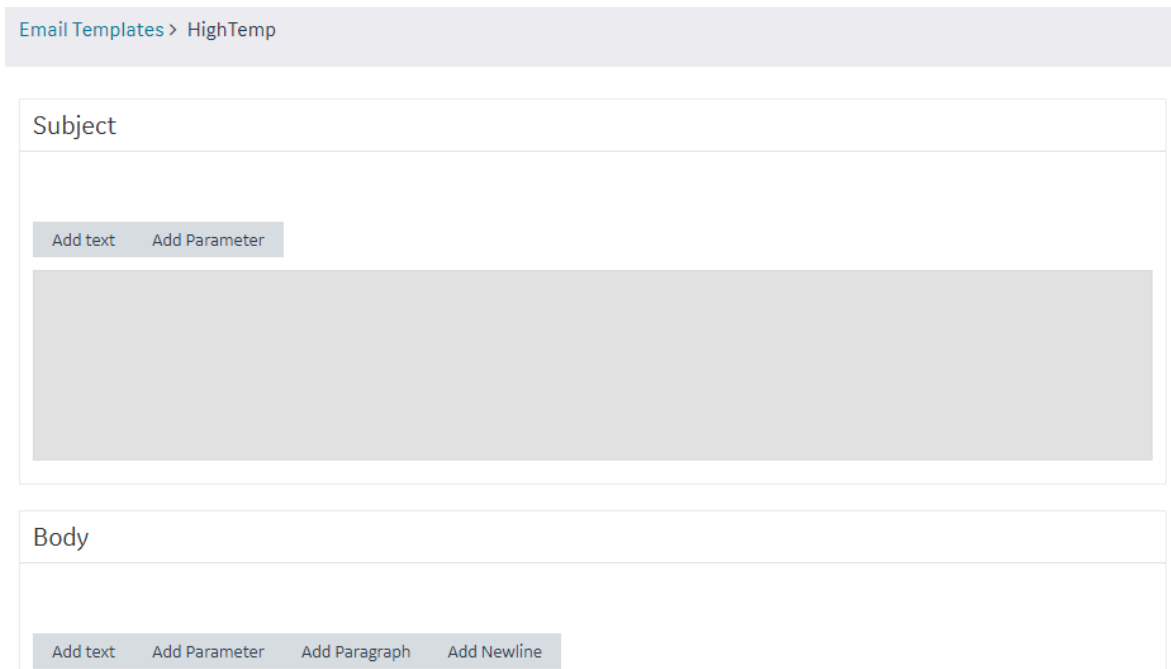 Email Templates > HighTemp
Subject
Add text Add Parameter
Body
Add text Add Parameter Add Paragraph Add Newline